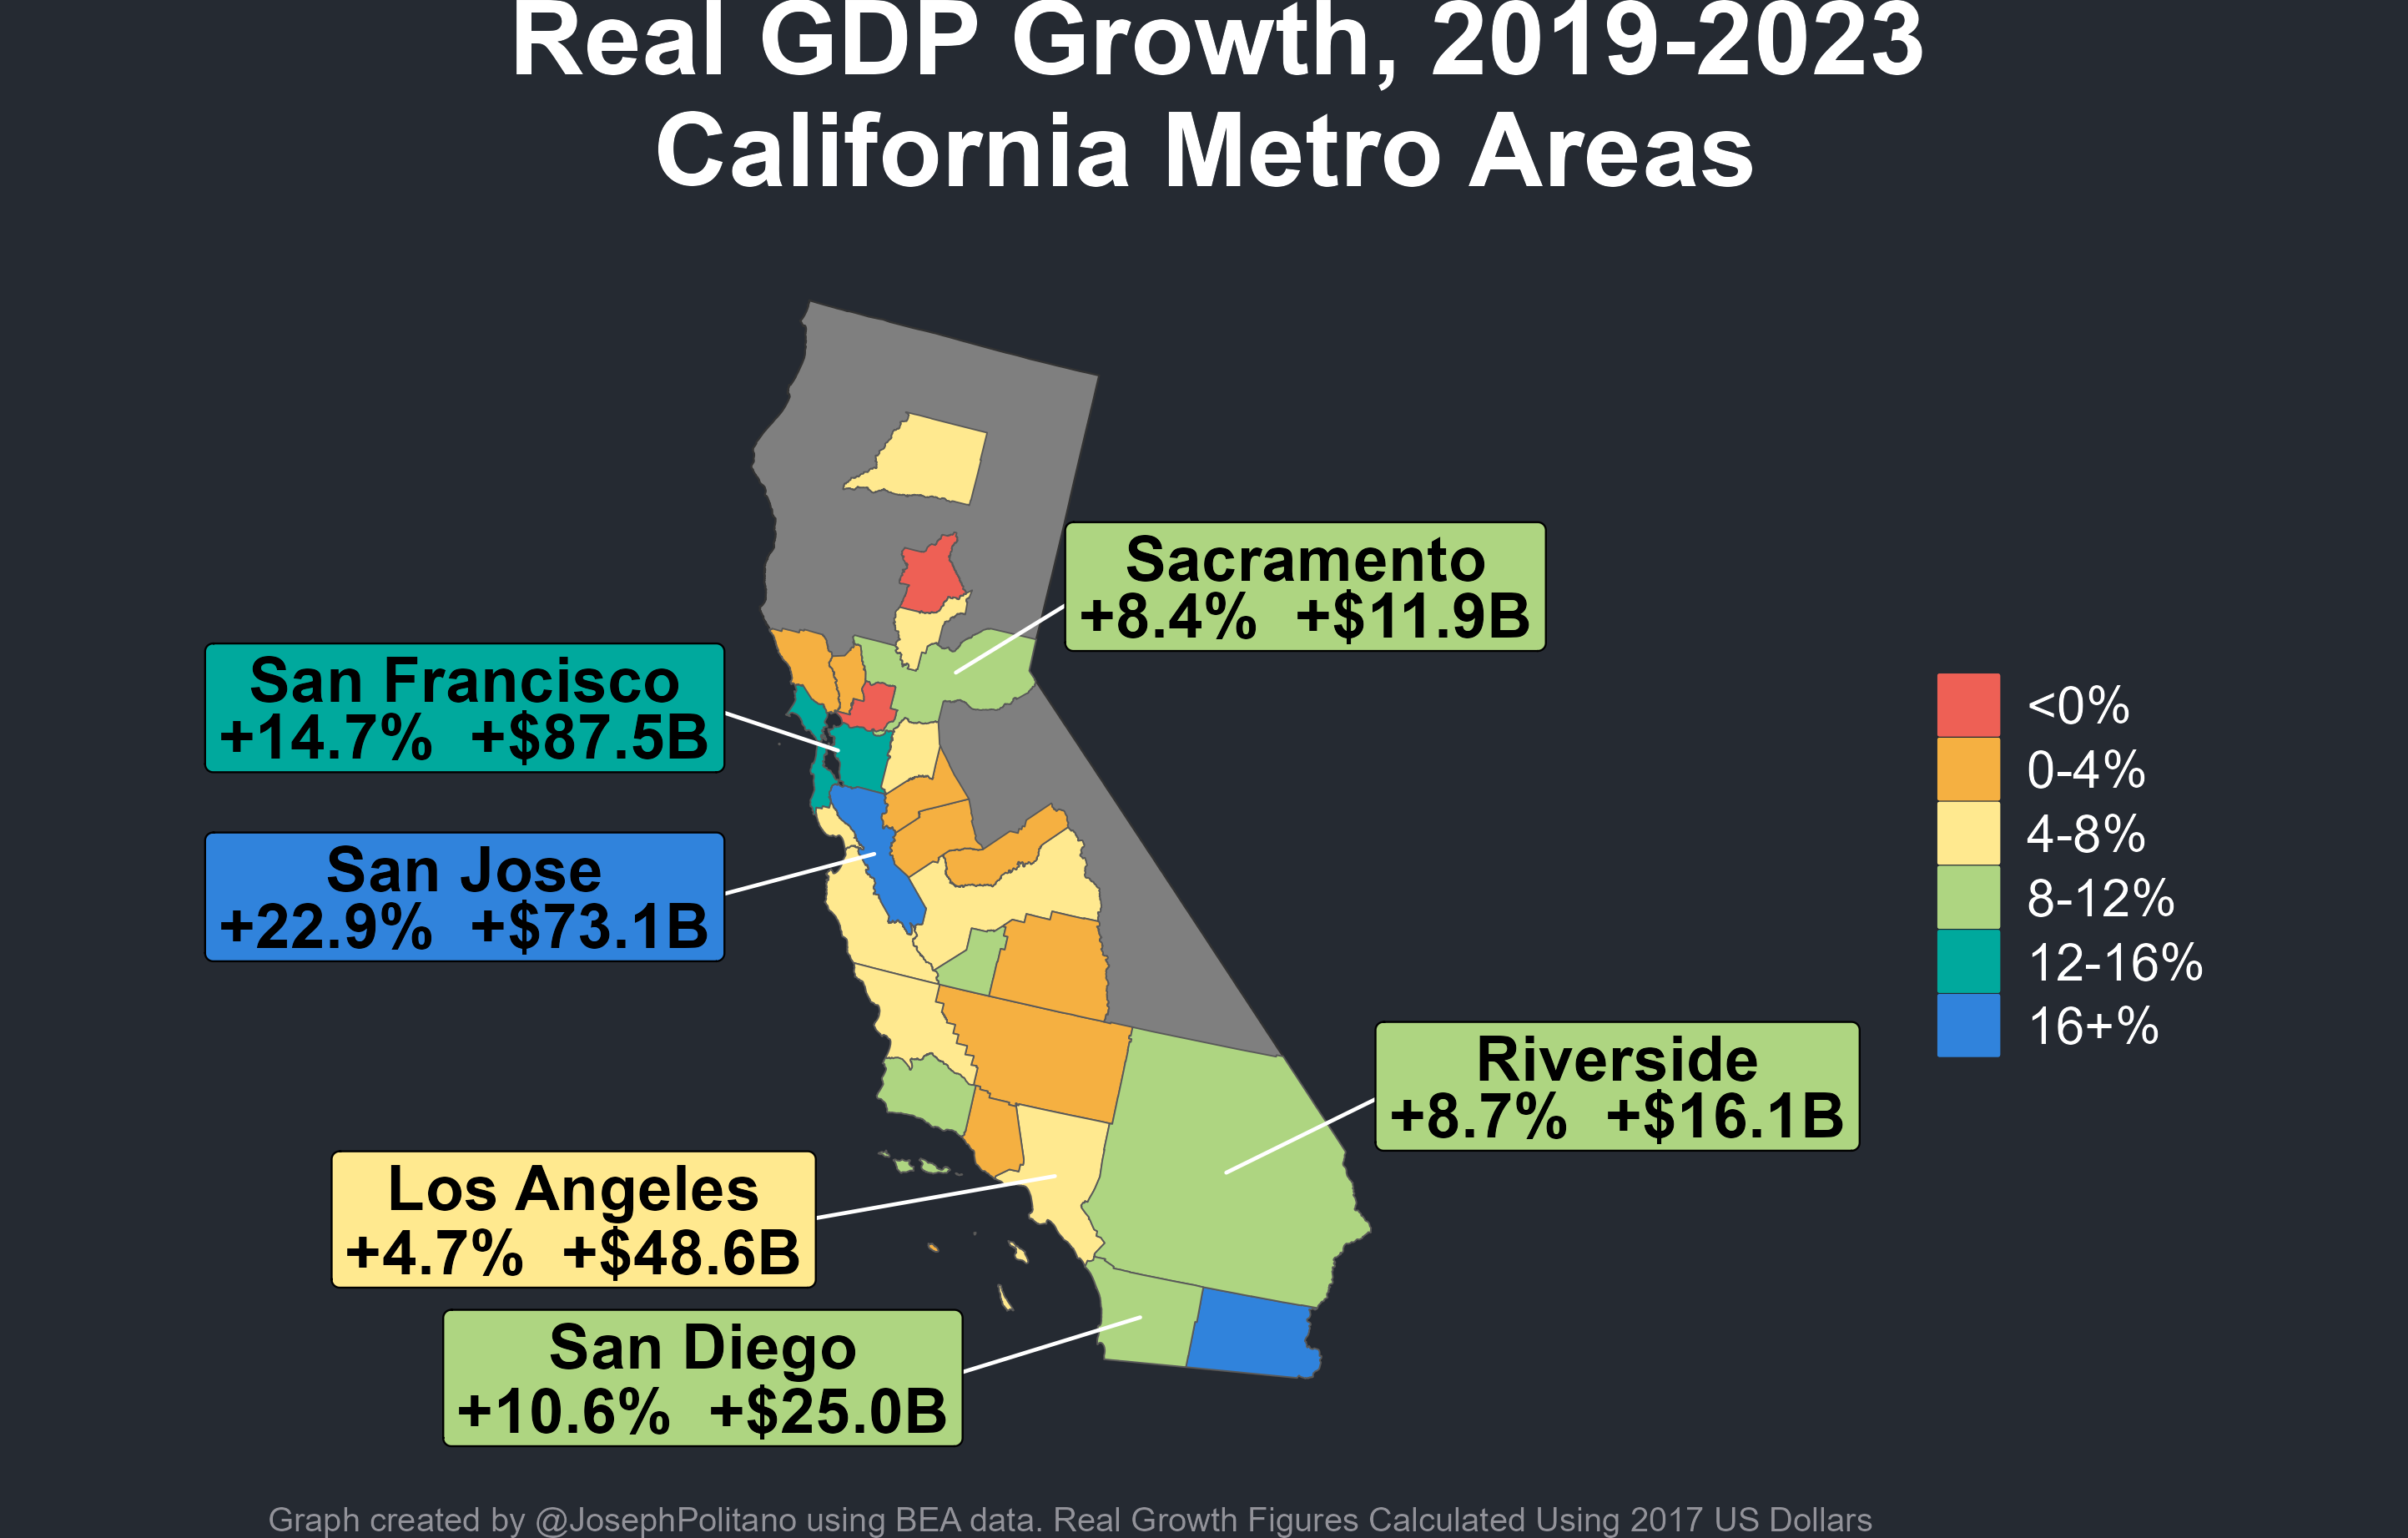 Real GDP Growth, 2019-2023
California Metro Areas
Sacramento
+8.4% +$11.9B
San Francisco
+14.7% +$87.5B
San Jose
+22.9% +$73.1B
Riverside
+8.7% +$16.1B
Los Angeles
+4.7% +$48.6B
San Diego
+10.6% +$25.0B
<0%
0-4%
4-8%
8-12%
12-16%
16+%
Graph created by @JosephPolitano using BEA data. Real Growth Figures Calculated Using 2017 US Dollars